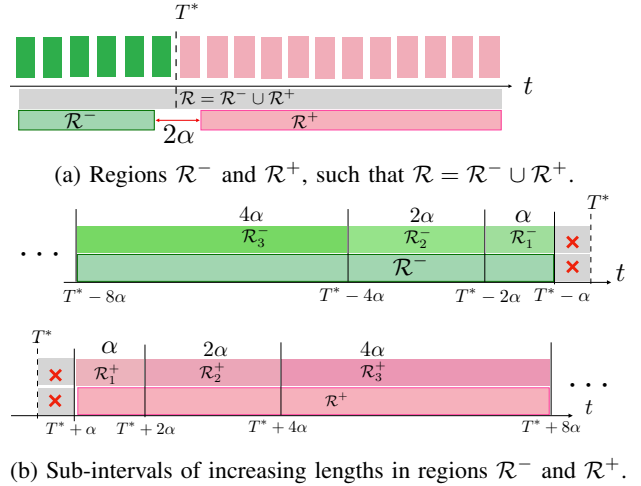 T*
t
ℛ = ℛ⁻ ∪ ℛ⁺
ℛ⁻
2α
ℛ⁺
(a) Regions ℛ⁻ and ℛ⁺, such that ℛ = ℛ⁻ ∪ ℛ⁺.
4α 2α α T*
ℛ₃⁻ ℛ₂⁻ ℛ₁⁻ ×
· · · ℛ⁻ × t
T* − 8α T* − 4α T* − 2α T* − α
T* α 2α 4α
× ℛ₁⁺ ℛ₂⁺ ℛ₃⁺
× ℛ⁺ · · · t
T* + α T* + 2α T* + 4α T* + 8α
(b) Sub-intervals of increasing lengths in regions ℛ⁻ and ℛ⁺.